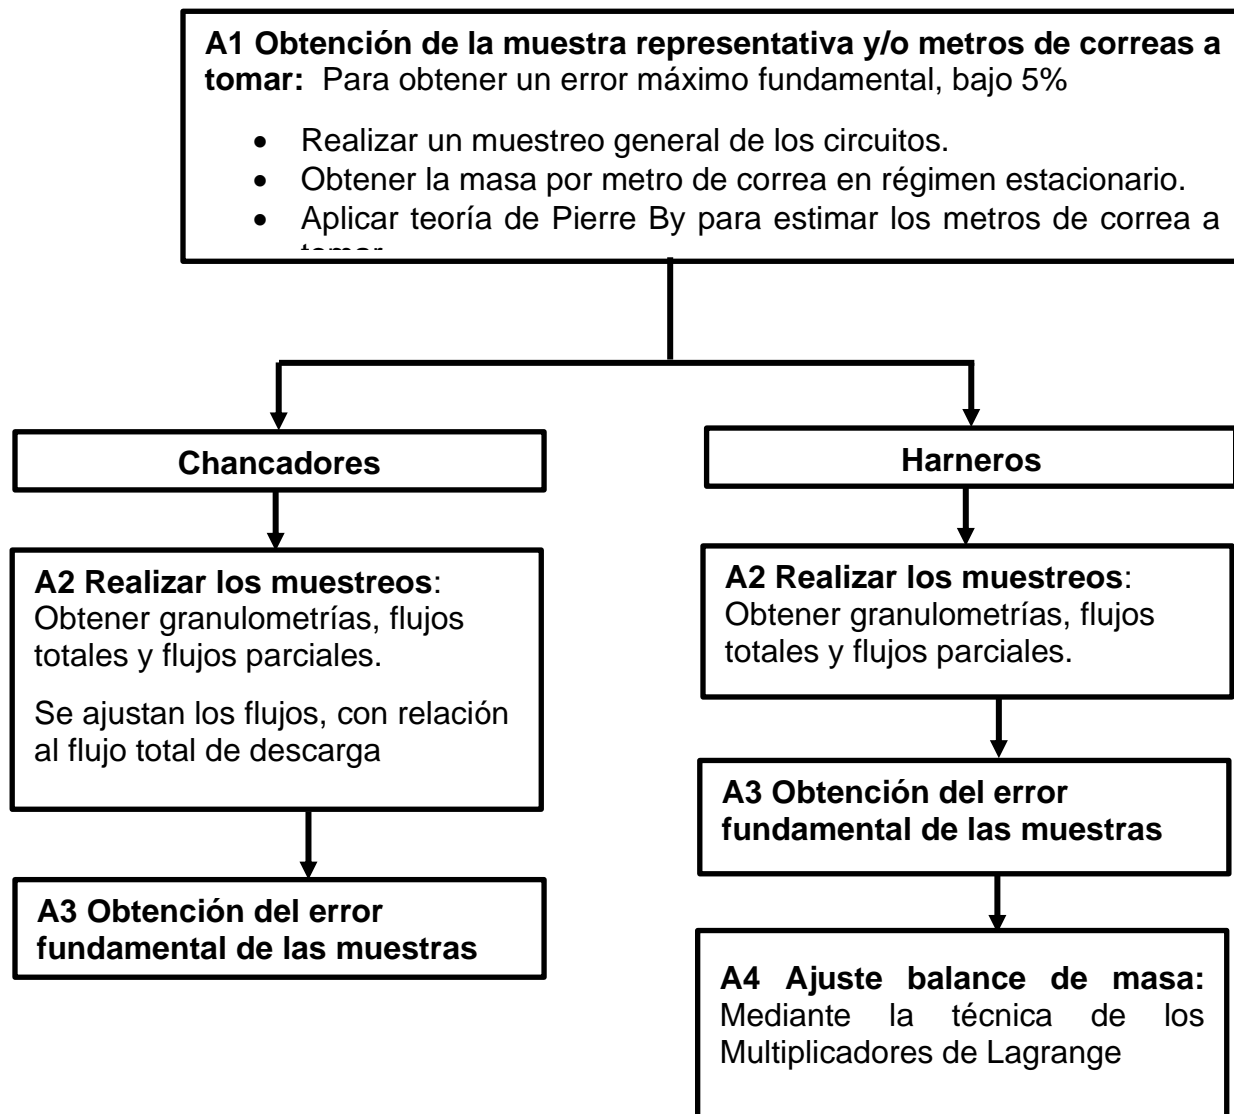 A1 Obtención de la muestra representativa y/o metros de correas a
tomar: Para obtener un error máximo fundamental, bajo 5%
• Realizar un muestreo general de los circuitos.
• Obtener la masa por metro de correa en régimen estacionario.
• Aplicar teoría de Pierre By para estimar los metros de correa a
Chancadores
A2 Realizar los muestreos:
Obtener granulometrías, flujos
totales y flujos parciales.
Se ajustan los flujos, con relación
al flujo total de descarga
A3 Obtención del error
fundamental de las muestras
Harneros
A2 Realizar los muestreos:
Obtener granulometrías, flujos
totales y flujos parciales.
A3 Obtención del error
fundamental de las muestras
A4 Ajuste balance de masa:
Mediante la técnica de los
Multiplicadores de Lagrange